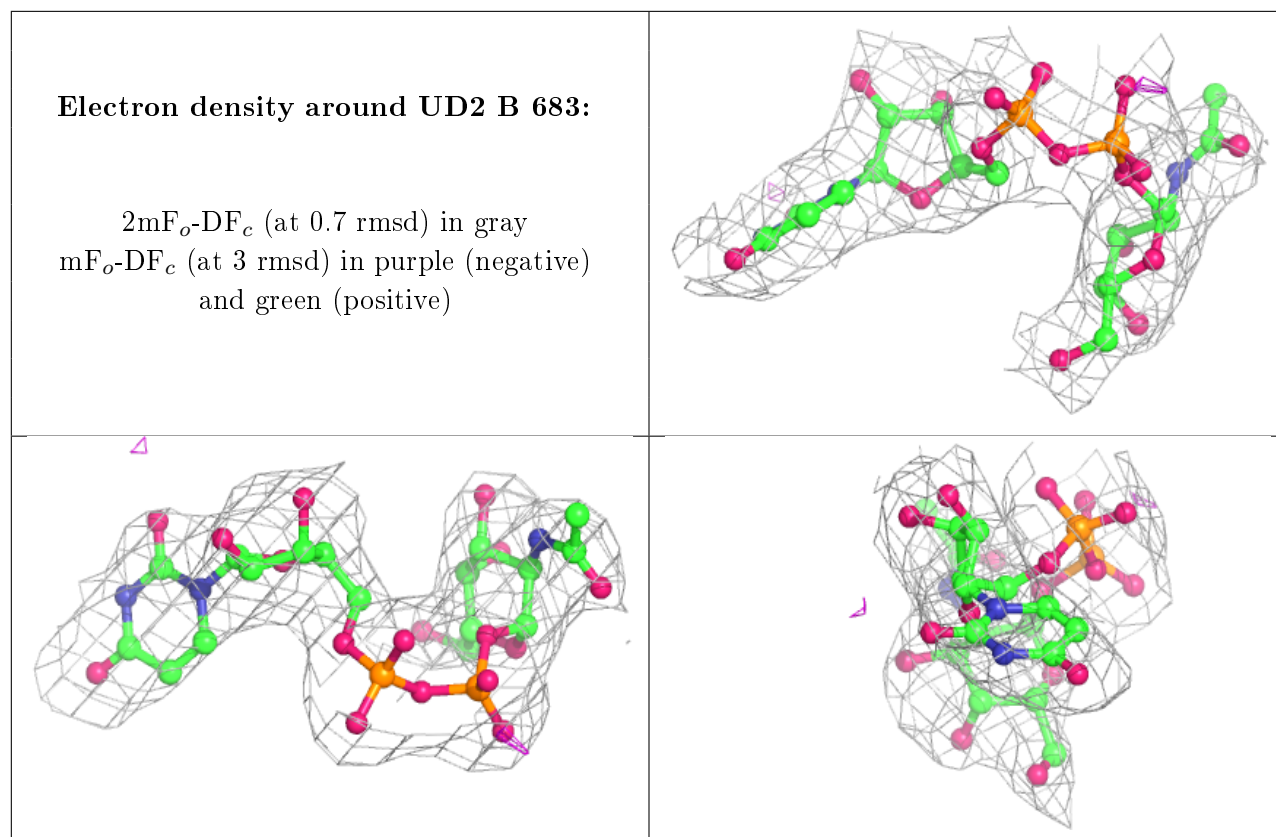 Electron density around UD2 B 683:
2mFo-DFc (at 0.7 rmsd) in gray
mFo-DFc (at 3 rmsd) in purple (negative)
and green (positive)